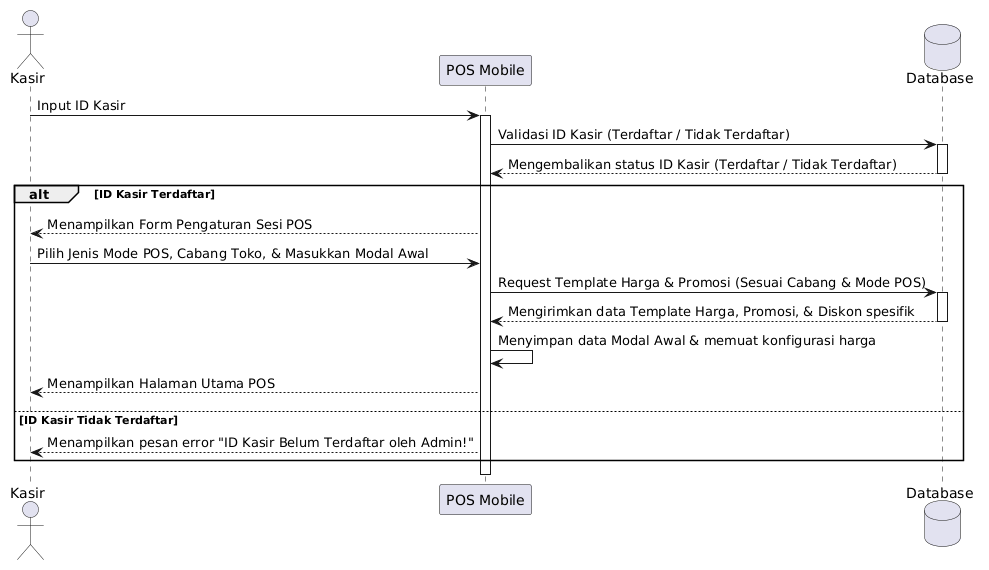 Kasir
POS Mobile
Database
Input ID Kasir
Validasi ID Kasir (Terdaftar / Tidak Terdaftar)
Mengembalikan status ID Kasir (Terdaftar / Tidak Terdaftar)
alt [ID Kasir Terdaftar]
Menampilkan Form Pengaturan Sesi POS
Pilih Jenis Mode POS, Cabang Toko, & Masukkan Modal Awal
Request Template Harga & Promosi (Sesuai Cabang & Mode POS)
Mengirimkan data Template Harga, Promosi, & Diskon spesifik
Menyimpan data Modal Awal & memuat konfigurasi harga
Menampilkan Halaman Utama POS
[ID Kasir Tidak Terdaftar]
Menampilkan pesan error "ID Kasir Belum Terdaftar oleh Admin!"
Kasir
POS Mobile
Database